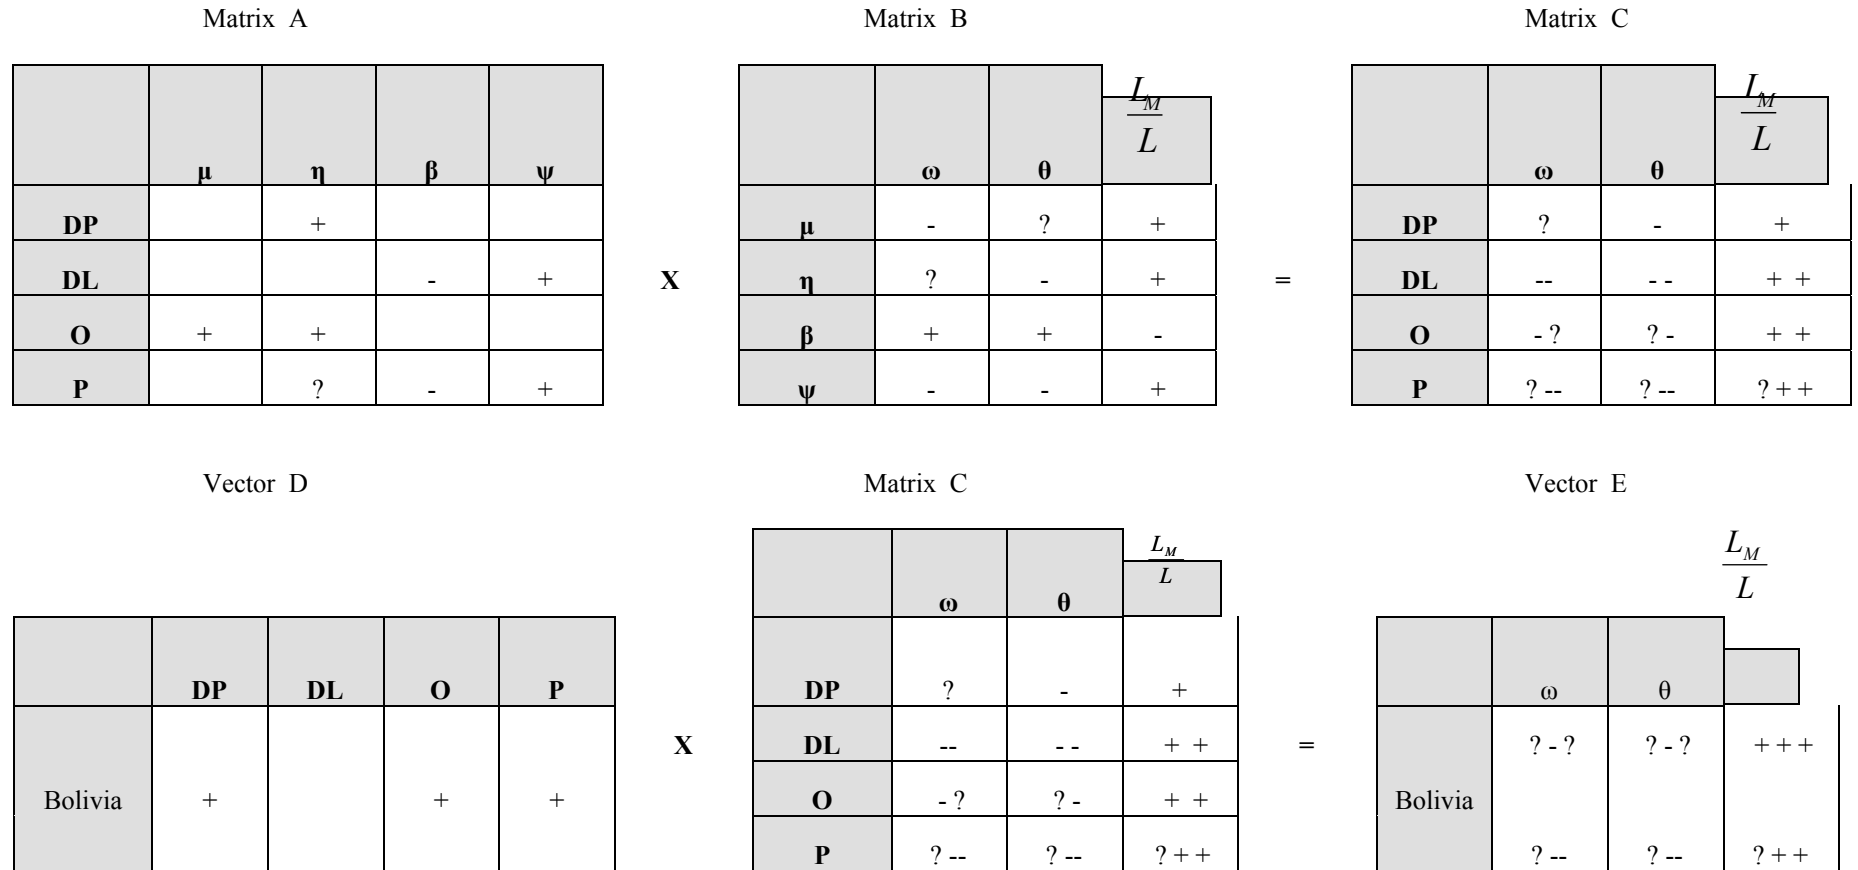 Matrix A Matrix B Matrix C
L_M L_M
L L
μ η β ψ ω θ ω θ
DP + μ - ? + DP ? - +
DL - + X η ? - + = DL -- - - + +
O + + β + + - O - ? ? - + +
P ? - + ψ - - + P ? -- ? -- ? + +
Vector D Matrix C Vector E
L_M L_M
L L
ω θ
DP DL O P DP ? - + ω θ
X DL -- - - + + = ? - ? ? - ? + + +
Bolivia + + + O - ? ? - + + Bolivia
P ? -- ? -- ? + + ? -- ? -- ? + +